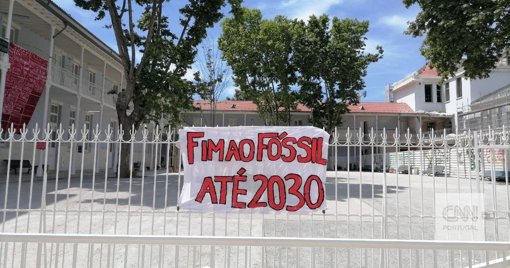 FIM AO FÓSSIL
ATÉ 2030
CNN
PORTUGAL